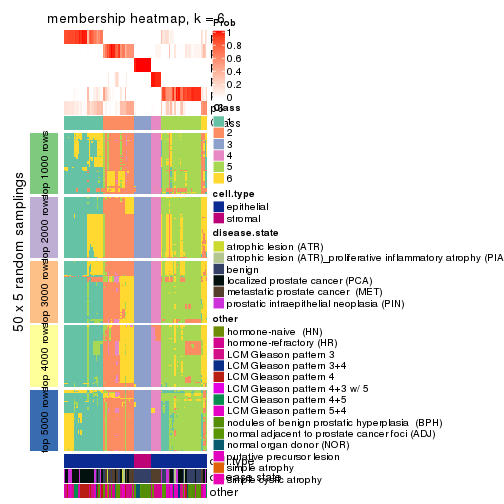 membership heatmap, k = 6
Prob
1
0.8
0.6
0.4
0.2
0
Class
1
2
3
4
5
6
cell.type
epithelial
stromal
disease.state
atrophic lesion (ATR)
atrophic lesion (ATR)_proliferative inflammatory atrophy (PIA
benign
localized prostate cancer (PCA)
metastatic prostate cancer (MET)
prostatic intraepithelial neoplasia (PIN)
other
hormone-naive (HN)
hormone-refractory (HR)
LCM Gleason pattern 3
LCM Gleason pattern 3+4
LCM Gleason pattern 4
LCM Gleason pattern 4+3 w/ 5
LCM Gleason pattern 4+5
LCM Gleason pattern 5+4
nodules of benign prostatic hyperplasia (BPH)
normal adjacent to prostate cancer foci (ADJ)
normal organ donor (NOR)
putative precursor lesion
simple atrophy
simple cystic atrophy
50 x 5 random samplings
top 1000 rows
top 2000 rows
top 3000 rows
top 4000 rows
top 5000 rows
cell.type
disease.state
other